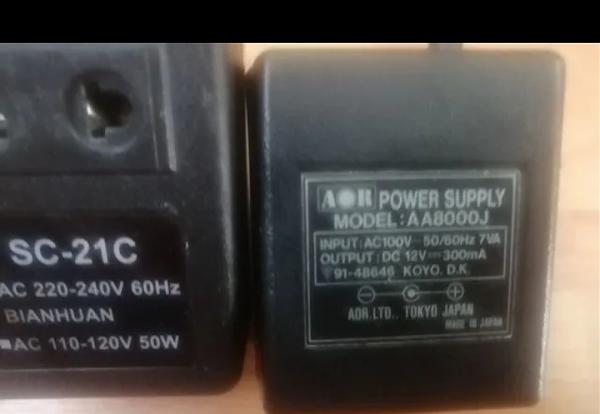 SC-21C
AC 220-240V 60Hz
BIANHUAN
AC 110-120V 50W
AOR POWER SUPPLY
MODEL: AA8000J
INPUT: AC100V 50/60Hz 7VA
OUTPUT: DC 12V 300mA
91-48646 KOYO. D.K.
AOR.LTD., TOKYO JAPAN
MADE IN JAPAN